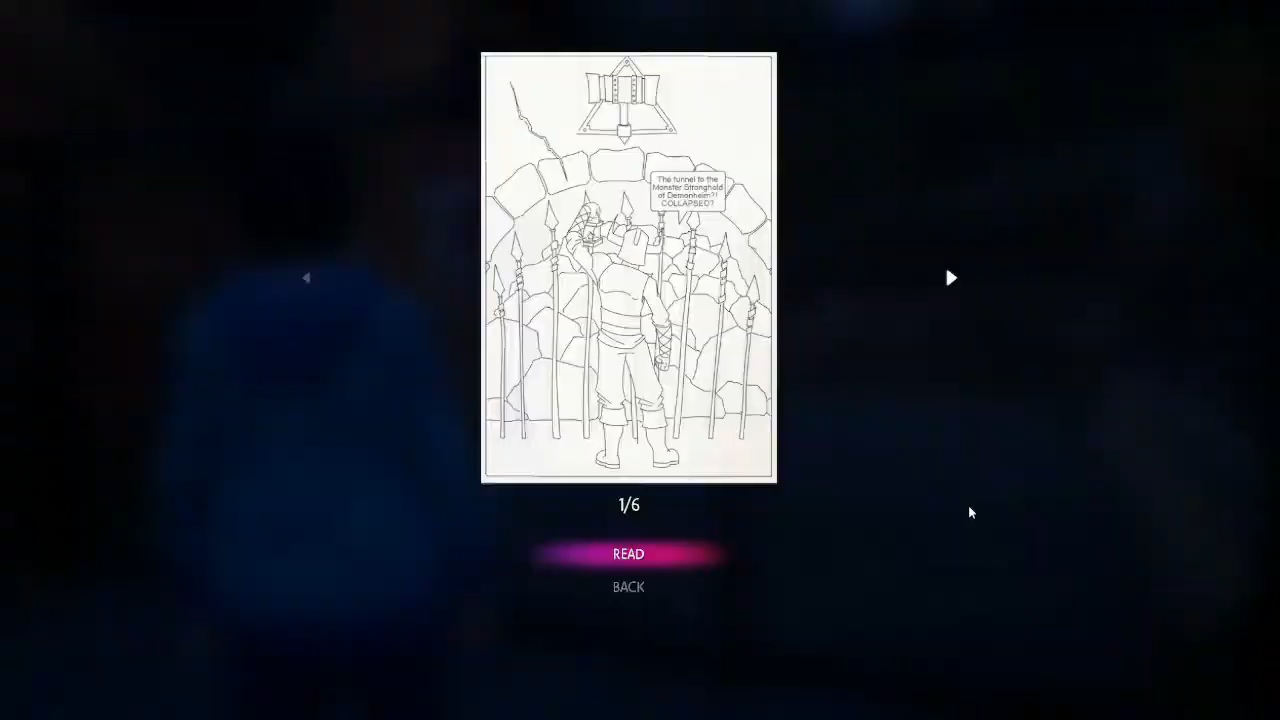 The tunnel to the
Monster Stronghold
of Demonheim?!
COLLAPSED?
1/6
READ
BACK